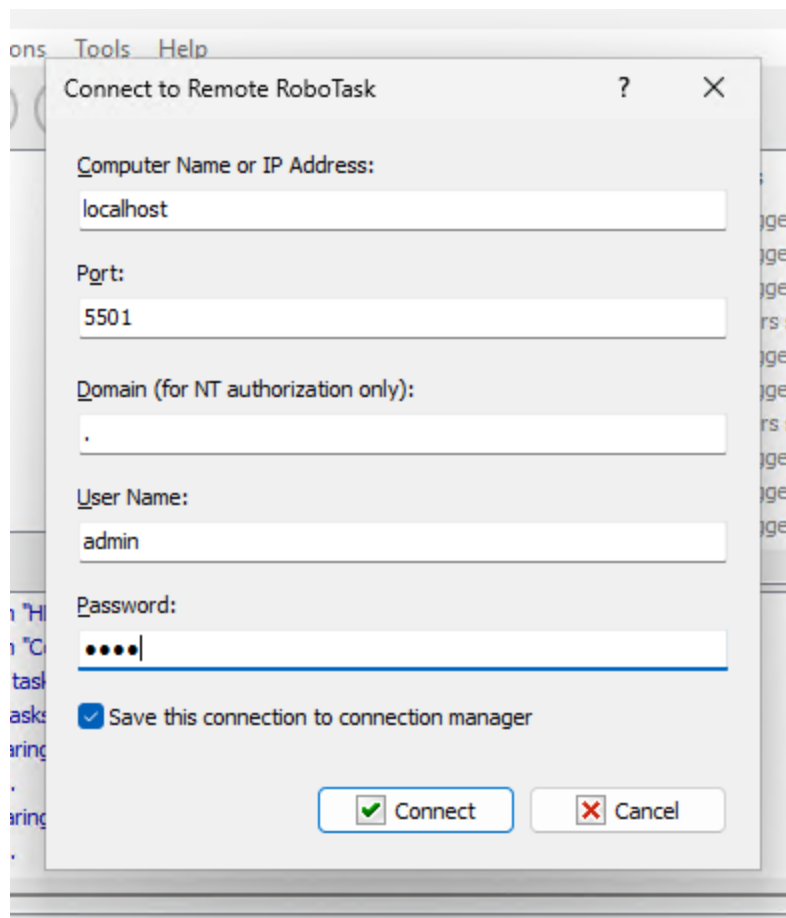 Tools Help
Connect to Remote RoboTask ?
Computer Name or IP Address:
localhost
Port:
5501
Domain (for NT authorization only):
.
User Name:
admin
Password:
••••
Save this connection to connection manager
Connect Cancel